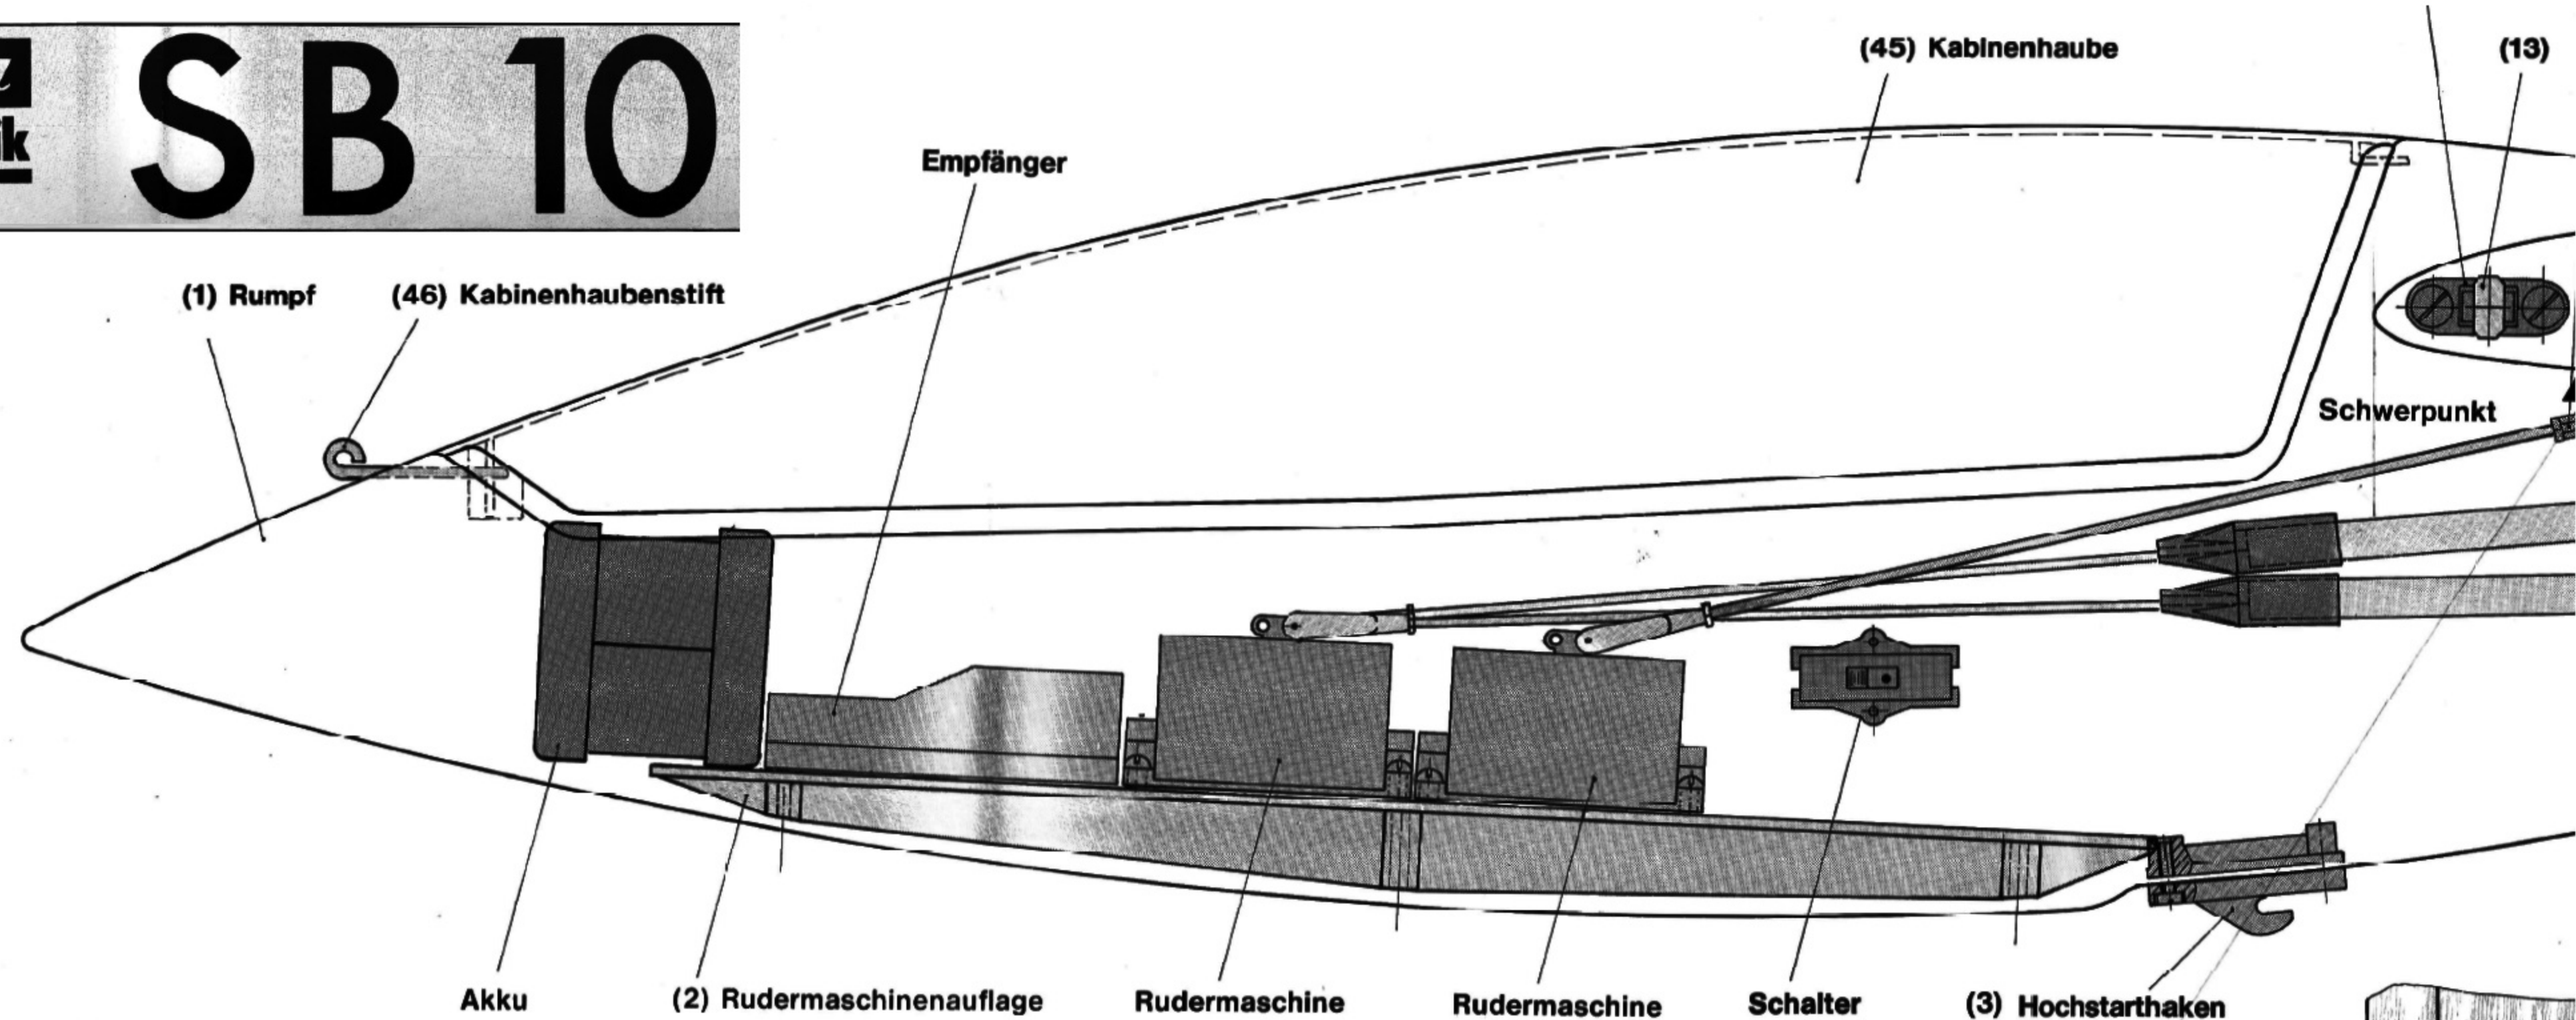 k
SB 10
(45) Kabinenhaube
(13)
Empfänger
(1) Rumpf
(46) Kabinenhaubenstift
Schwerpunkt
Akku
(2) Rudermaschinenauflage
Rudermaschine
Rudermaschine
Schalter
(3) Hochstarthaken